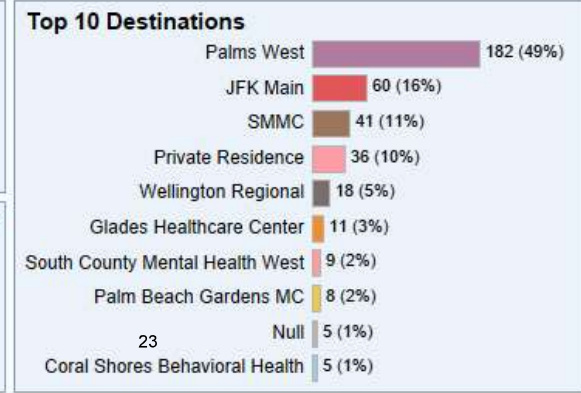 Top 10 Destinations
Palms West 182 (49%)
JFK Main 60 (16%)
SMMC 41 (11%)
Private Residence 36 (10%)
Wellington Regional 18 (5%)
Glades Healthcare Center 11 (3%)
South County Mental Health West 9 (2%)
Palm Beach Gardens MC 8 (2%)
Null 5 (1%)
23
Coral Shores Behavioral Health 5 (1%)